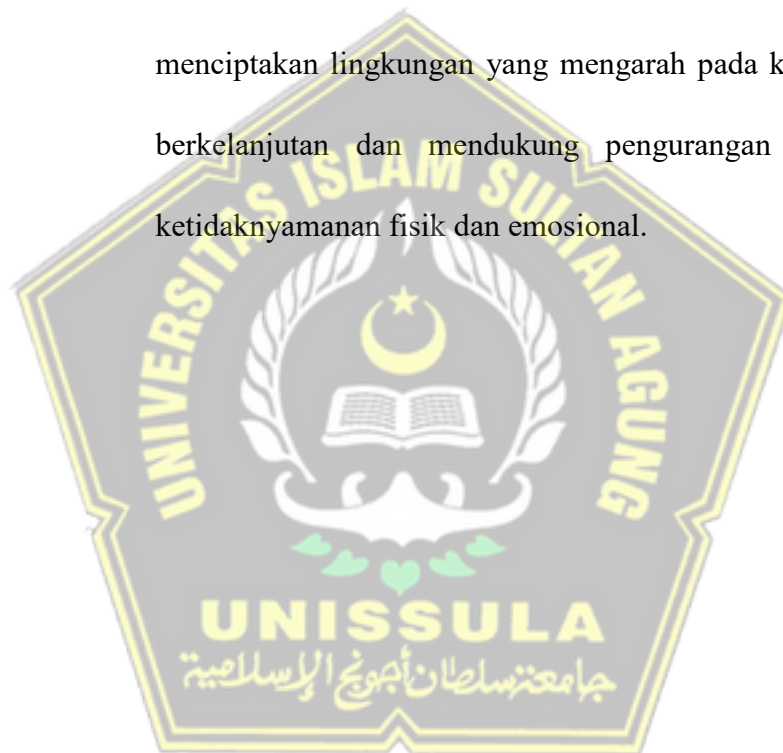 menciptakan lingkungan yang mengarah pada k
berkelanjutan dan mendukung pengurangan
ketidaknyamanan fisik dan emosional.
UNIVERSITAS ISLAM SULTAN AGUNG
UNISSULA
جامعة سلطان أجونج الإسلامية